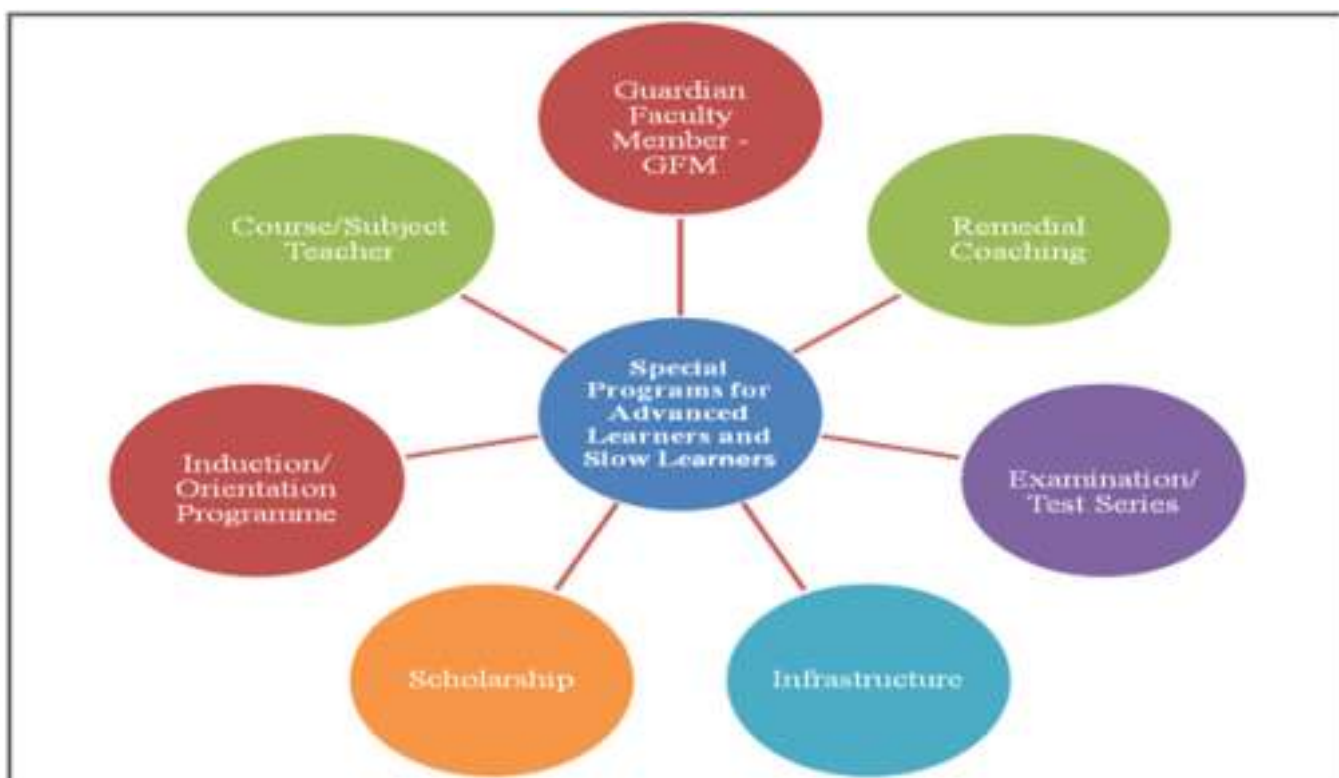 Guardian
Faculty
Member -
GFM
Course/Subject
Teacher
Remedial
Coaching
Special
Programs for
Advanced
Learners and
Slow Learners
Induction/
Orientation
Programme
Examination/
Test Series
Scholarship
Infrastructure